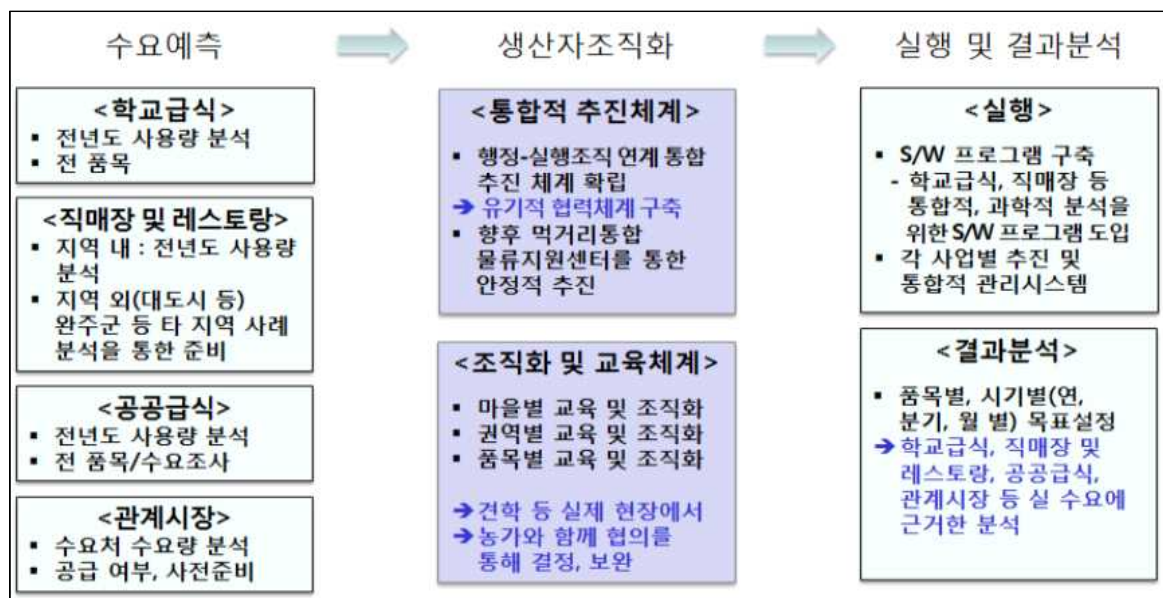 수요예측
생산자조직화
실행 및 결과분석
<학교급식>
▪ 전년도 사용량 분석
▪ 전 품목
<직매장 및 레스토랑>
▪ 지역 내 : 전년도 사용량
분석
▪ 지역 외(대도시 등)
완주군 등 타 지역 사례
분석을 통한 준비
<공공급식>
▪ 전년도 사용량 분석
▪ 전 품목/수요조사
<관계시장>
▪ 수요처 수요량 분석
▪ 공급 여부, 사전준비
<통합적 추진체계>
▪ 행정-실행조직 연계 통합
추진 체계 확립
➔ 유기적 협력체계 구축
▪ 향후 먹거리통합
물류지원센터를 통한
안정적 추진
<조직화 및 교육체계>
▪ 마을별 교육 및 조직화
▪ 권역별 교육 및 조직화
▪ 품목별 교육 및 조직화
➔ 견학 등 실제 현장에서
➔ 농가와 함께 협의를
통해 결정, 보완
<실행>
▪ S/W 프로그램 구축
- 학교급식, 직매장 등
통합적, 과학적 분석을
위한 S/W 프로그램 도입
▪ 각 사업별 추진 및
통합적 관리시스템
<결과분석>
▪ 품목별, 시기별(연,
분기, 월 별) 목표설정
➔ 학교급식, 직매장 및
레스토랑, 공공급식,
관계시장 등 실 수요에
근거한 분석